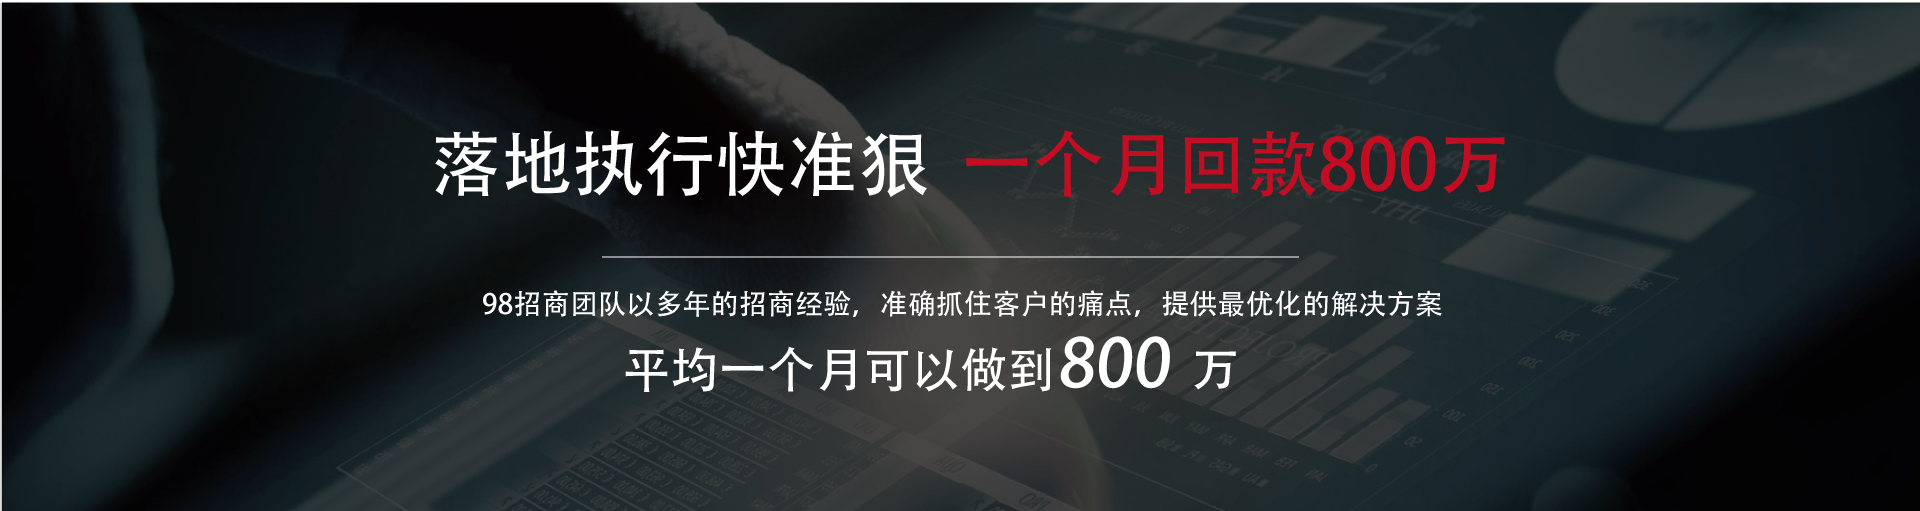 落地执行快准狠 一个月回款800万
98招商团队以多年的招商经验，准确抓住客户的痛点，提供最优化的解决方案
平均一个月可以做到800 万